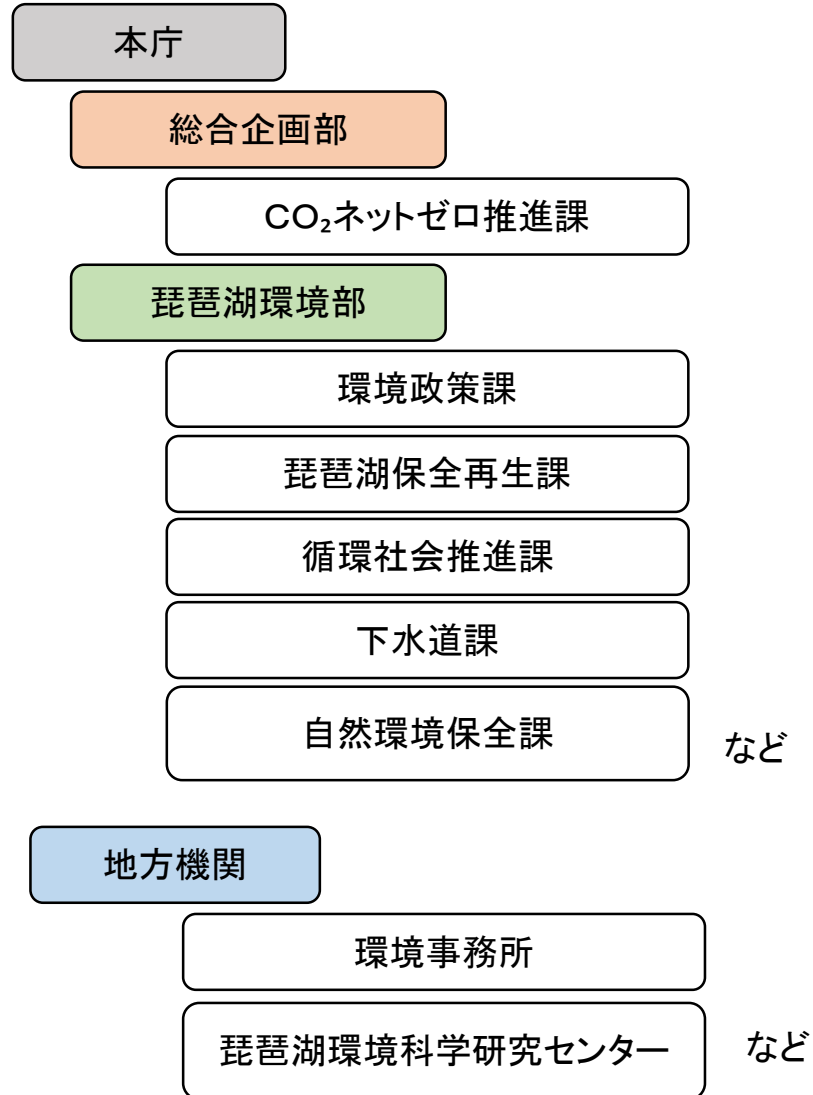 本庁
総合企画部
CO₂ネットゼロ推進課
琵琶湖環境部
環境政策課
琵琶湖保全再生課
循環社会推進課
下水道課
自然環境保全課
など
地方機関
環境事務所
琵琶湖環境科学研究センター
など